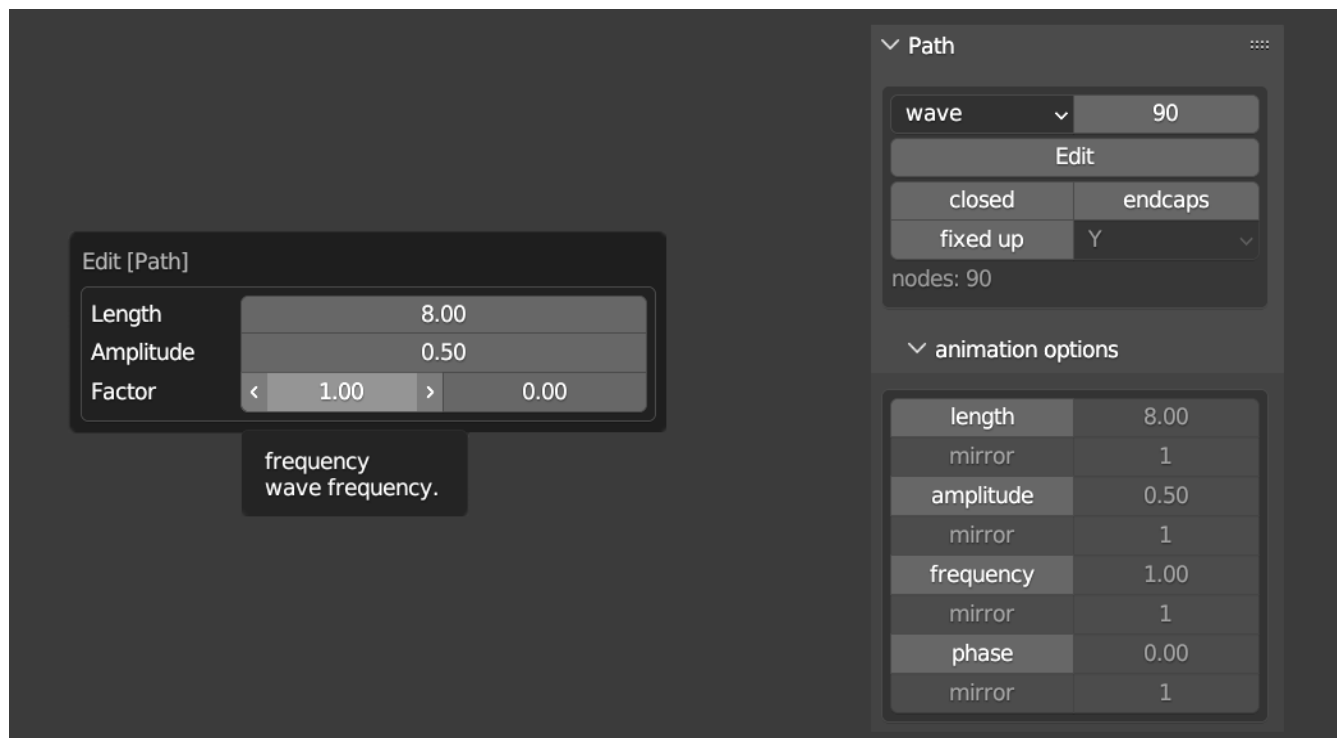 Path
wave 90
Edit
closed endcaps
fixed up Y
nodes: 90
animation options
length 8.00
mirror 1
amplitude 0.50
mirror 1
frequency 1.00
mirror 1
phase 0.00
mirror 1
Edit [Path]
Length 8.00
Amplitude 0.50
Factor 1.00 0.00
frequency
wave frequency.